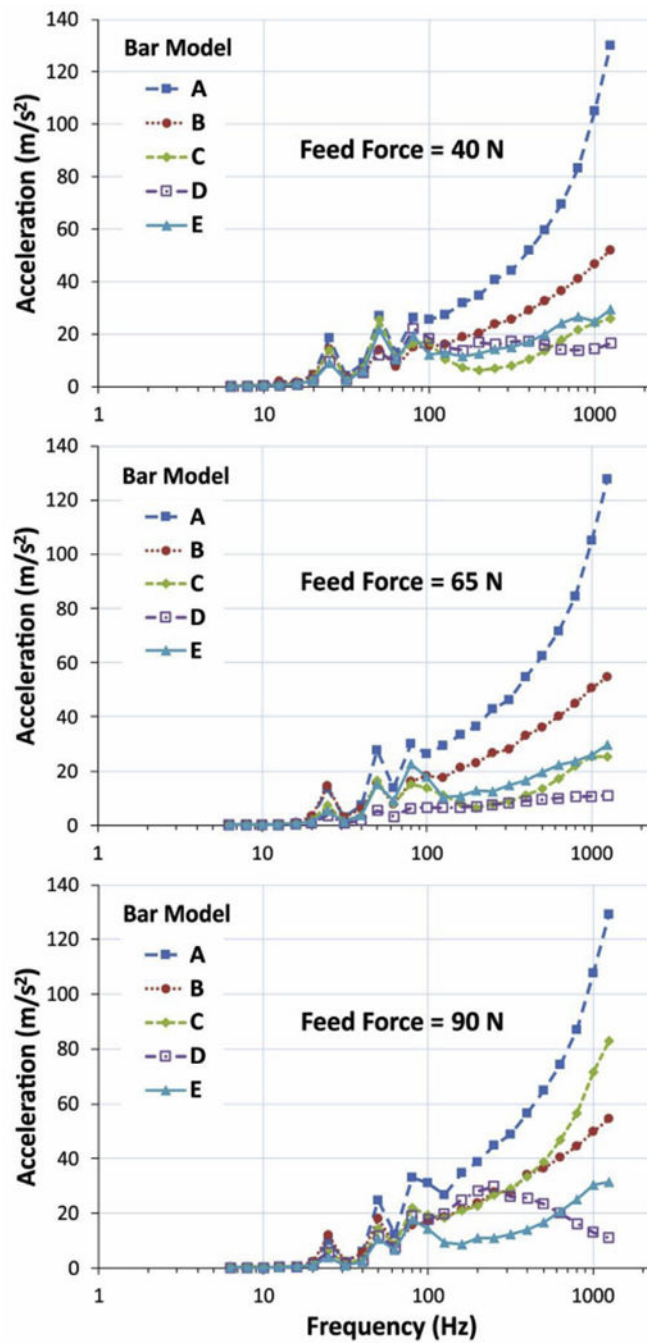 140
120
100
80
60
40
20
0
Acceleration (m/s²)
Bar Model
A
B
C
D
E
Feed Force = 40 N
1 10 100 1000
140
120
100
80
60
40
20
0
Acceleration (m/s²)
Bar Model
A
B
C
D
E
Feed Force = 65 N
1 10 100 1000
140
120
100
80
60
40
20
0
Acceleration (m/s²)
Bar Model
A
B
C
D
E
Feed Force = 90 N
1 10 100 1000
Frequency (Hz)